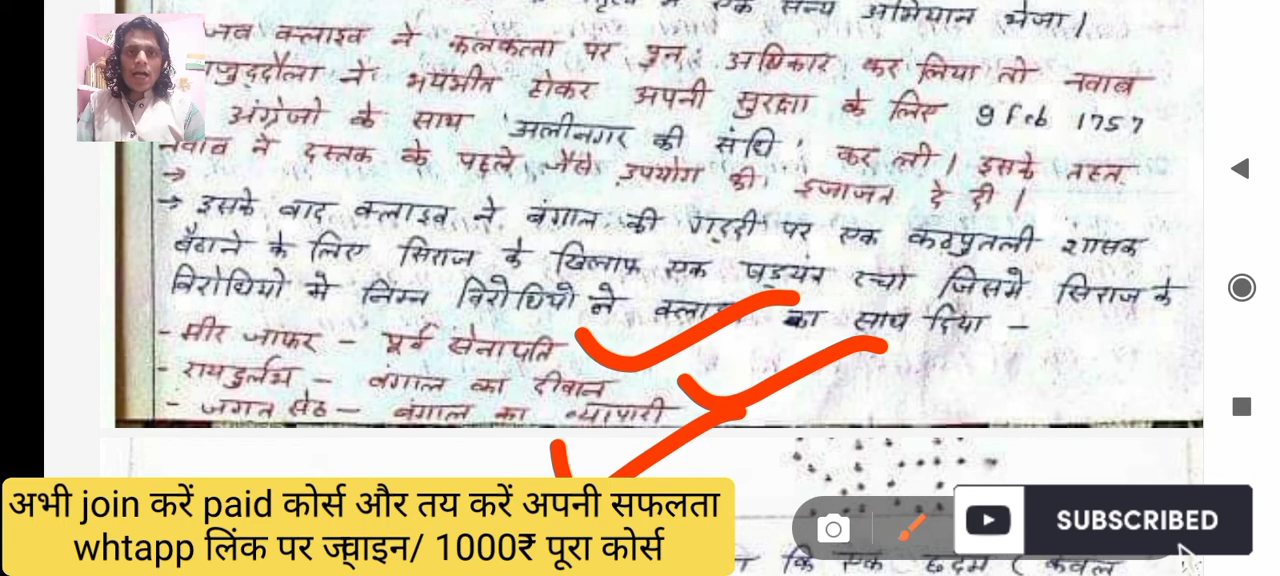 एक सैन्य अभियान भेजा।
जब क्लाइव ने कलकत्ता पर पुनः अधिकार कर लिया तो नवाब
ने भयभीत होकर अपनी सुरक्षा के लिए 9 Feb 1757
अंग्रेजो के साथ 'अलीनगर की संधि' कर ली। इसके तहत
नवाब ने दस्तक के पहले जैसे उपयोग की इजाजत दे दी।
→
→ इसके बाद क्लाइव ने बंगाल की गद्दी पर एक कठपुतली शासक
बैठाने के लिए सिराज के खिलाफ एक षड्यंत्र रचा जिसमे सिराज के
विरोधियो मे निम्न विरोधियो ने क्लाइव का साथ दिया -
- मीर जाफर - पूर्व सेनापति
- रायदुर्लभ - बंगाल का दीवान
- जगत सेठ - बंगाल का व्यापारी
कि एक छद्म ( केवल
अभी join करें paid कोर्स और तय करें अपनी सफलता
whtapp लिंक पर ज्वाइन/ 1000₹ पूरा कोर्स
SUBSCRIBED